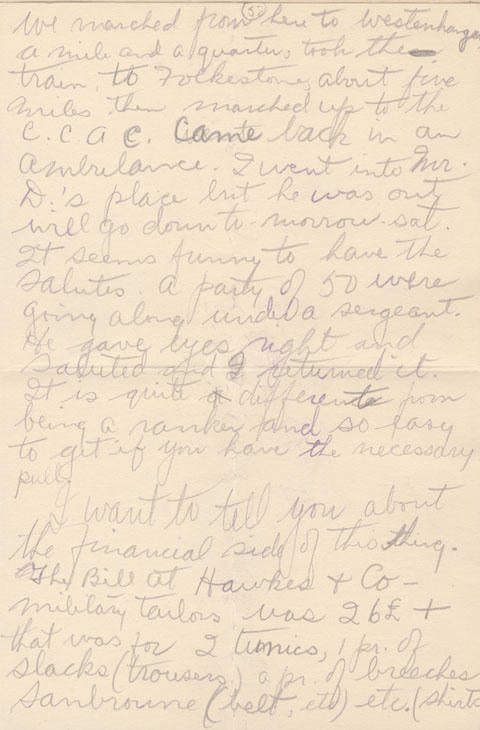 (5)
We marched from here to Westenhanger
a mile and a quarter, took the
train, to Folkestone, about five
miles then marched up to the
C.C.A.C. Came back in an
Ambulance. I went into Mr.
D.'s place but he was out,
will go down to-morrow-sat.
It seems funny to have the
salutes. a party of 50 were
going along under a sergeant.
He gave eyes right and
saluted and I returned it.
It is quite a difference from
being a ranker and so easy
to get if you have the necessary
pull.
I want to tell you about
the financial side of this thing.
The Bill at Hawkes + Co -
military tailors was 26£ +
that was for 2 tunics, 1 pr. of
slacks (trousers) a pr. of breeches
Sanbroune (belt, etc) etc. (shirts